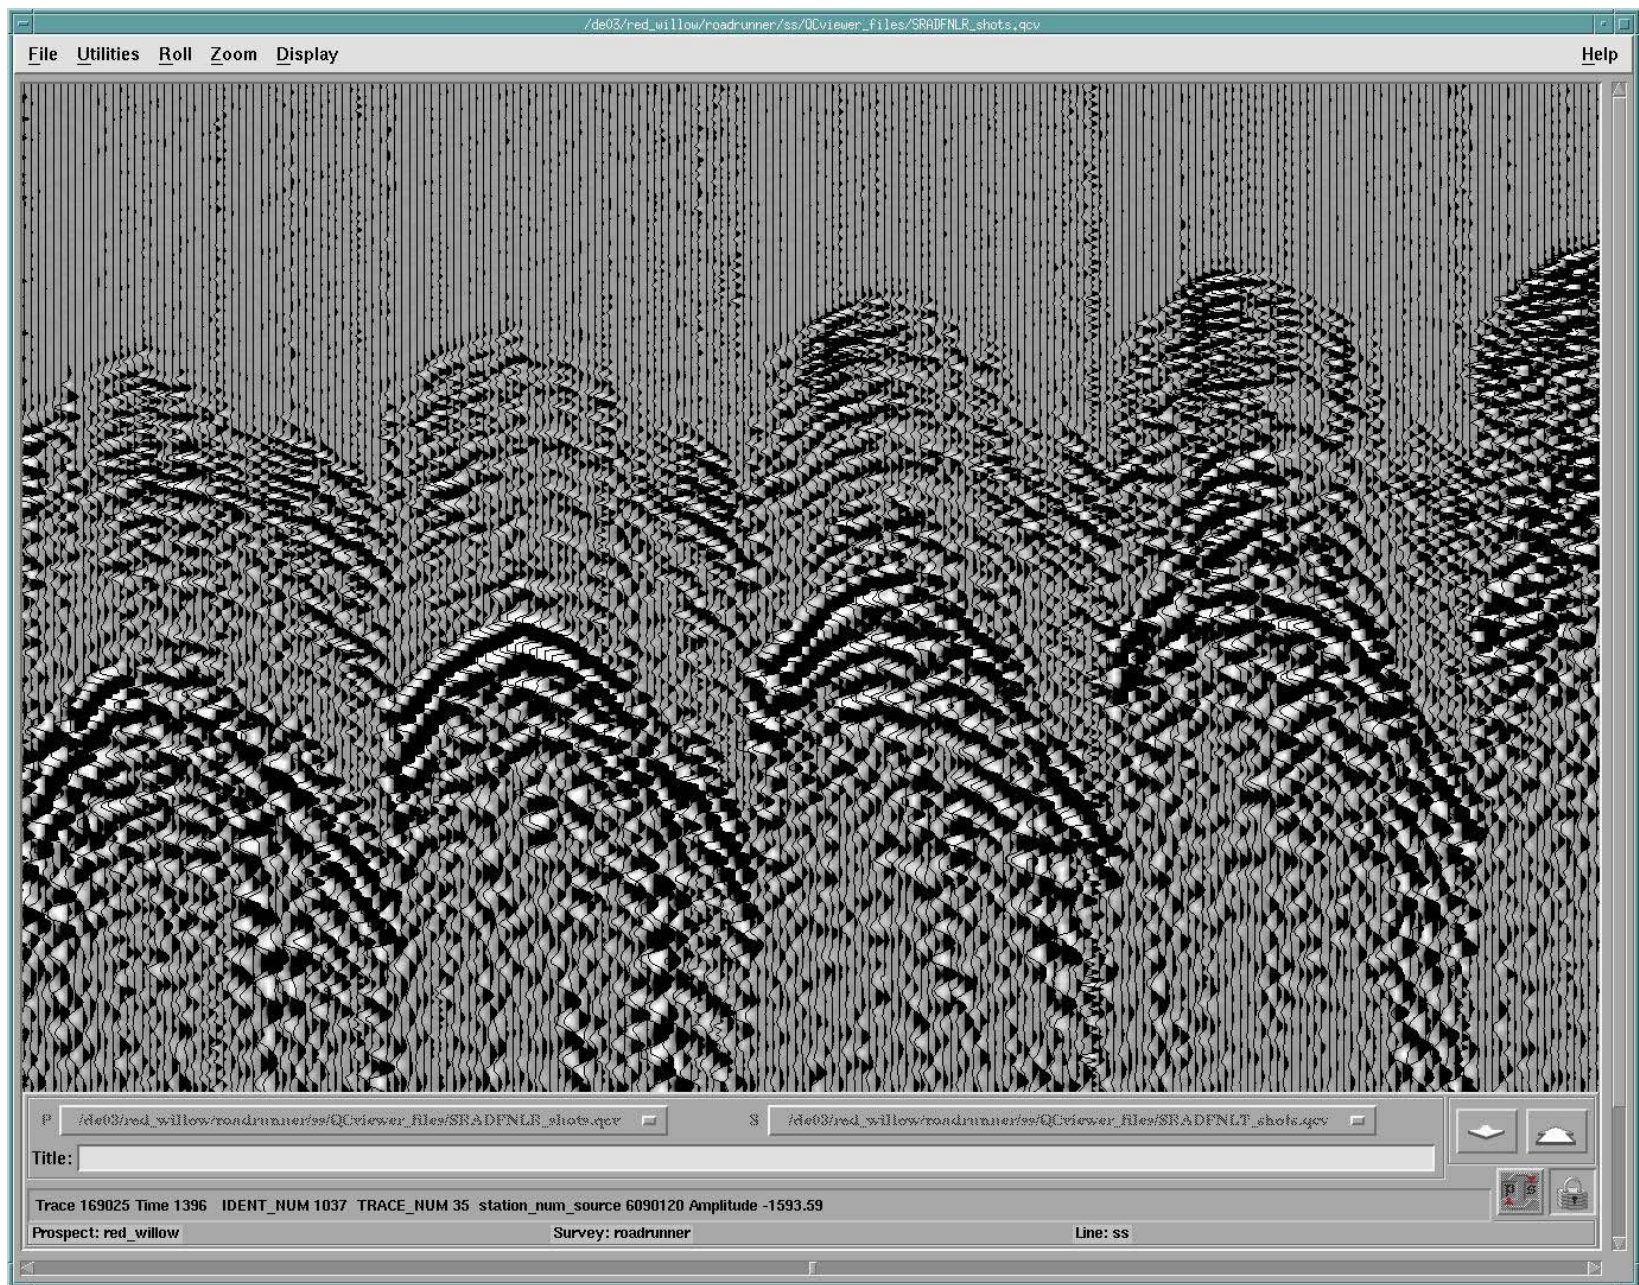 /de03/red_willow/roadrunner/ss/QCviewer_files/SRADFNLR_shots.qcv
File Utilities Roll Zoom Display Help
P /de03/red_willow/roadrunner/ss/QCviewer_files/SRADFNLR_shots.qcv S /de03/red_willow/roadrunner/ss/QCviewer_files/SRADFNLT_shots.qcv
Title:
P S
Trace 169025 Time 1396 IDENT_NUM 1037 TRACE_NUM 35 station_num_source 6090120 Amplitude -1593.59
Prospect: red_willow Survey: roadrunner Line: ss